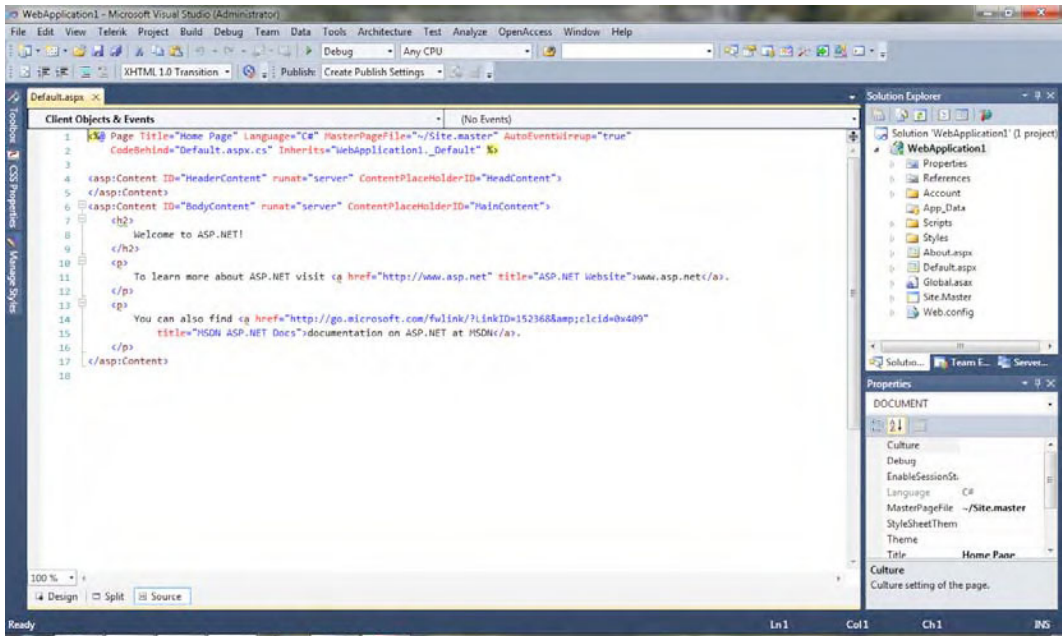 WebApplication1 - Microsoft Visual Studio (Administrator)
File Edit View Telerik Project Build Debug Team Data Tools Architecture Test Analyze OpenAccess Window Help
Debug Any CPU
XHTML 1.0 Transition Publish: Create Publish Settings
Toolbox
CSS Properties
Manage Styles
Default.aspx
Client Objects & Events (No Events)
1 <%@ Page Title="Home Page" Language="C#" MasterPageFile="~/Site.master" AutoEventWireup="true"
2 CodeBehind="Default.aspx.cs" Inherits="WebApplication1._Default" %>
3
4 <asp:Content ID="HeaderContent" runat="server" ContentPlaceHolderID="HeadContent">
5 </asp:Content>
6 <asp:Content ID="BodyContent" runat="server" ContentPlaceHolderID="MainContent">
7 <h2>
8 Welcome to ASP.NET!
9 </h2>
10 <p>
11 To learn more about ASP.NET visit <a href="http://www.asp.net" title="ASP.NET Website">www.asp.net</a>.
12 </p>
13 <p>
14 You can also find <a href="http://go.microsoft.com/fwlink/?LinkID=152368&amp;clcid=0x409"
15 title="MSDN ASP.NET Docs">documentation on ASP.NET at MSDN</a>.
16 </p>
17 </asp:Content>
18
100 %
Design Split Source
Solution Explorer
Solution 'WebApplication1' (1 project)
WebApplication1
Properties
References
Account
App_Data
Scripts
Styles
About.aspx
Default.aspx
Global.asax
Site.Master
Web.config
Solutio... Team E... Server...
Properties
DOCUMENT
Culture
Debug
EnableSessionSt.
Language C#
MasterPageFile ~/Site.master
StyleSheetThem
Theme
Title Home Page
Culture
Culture setting of the page.
Ready Ln 1 Col 1 Ch 1 INS